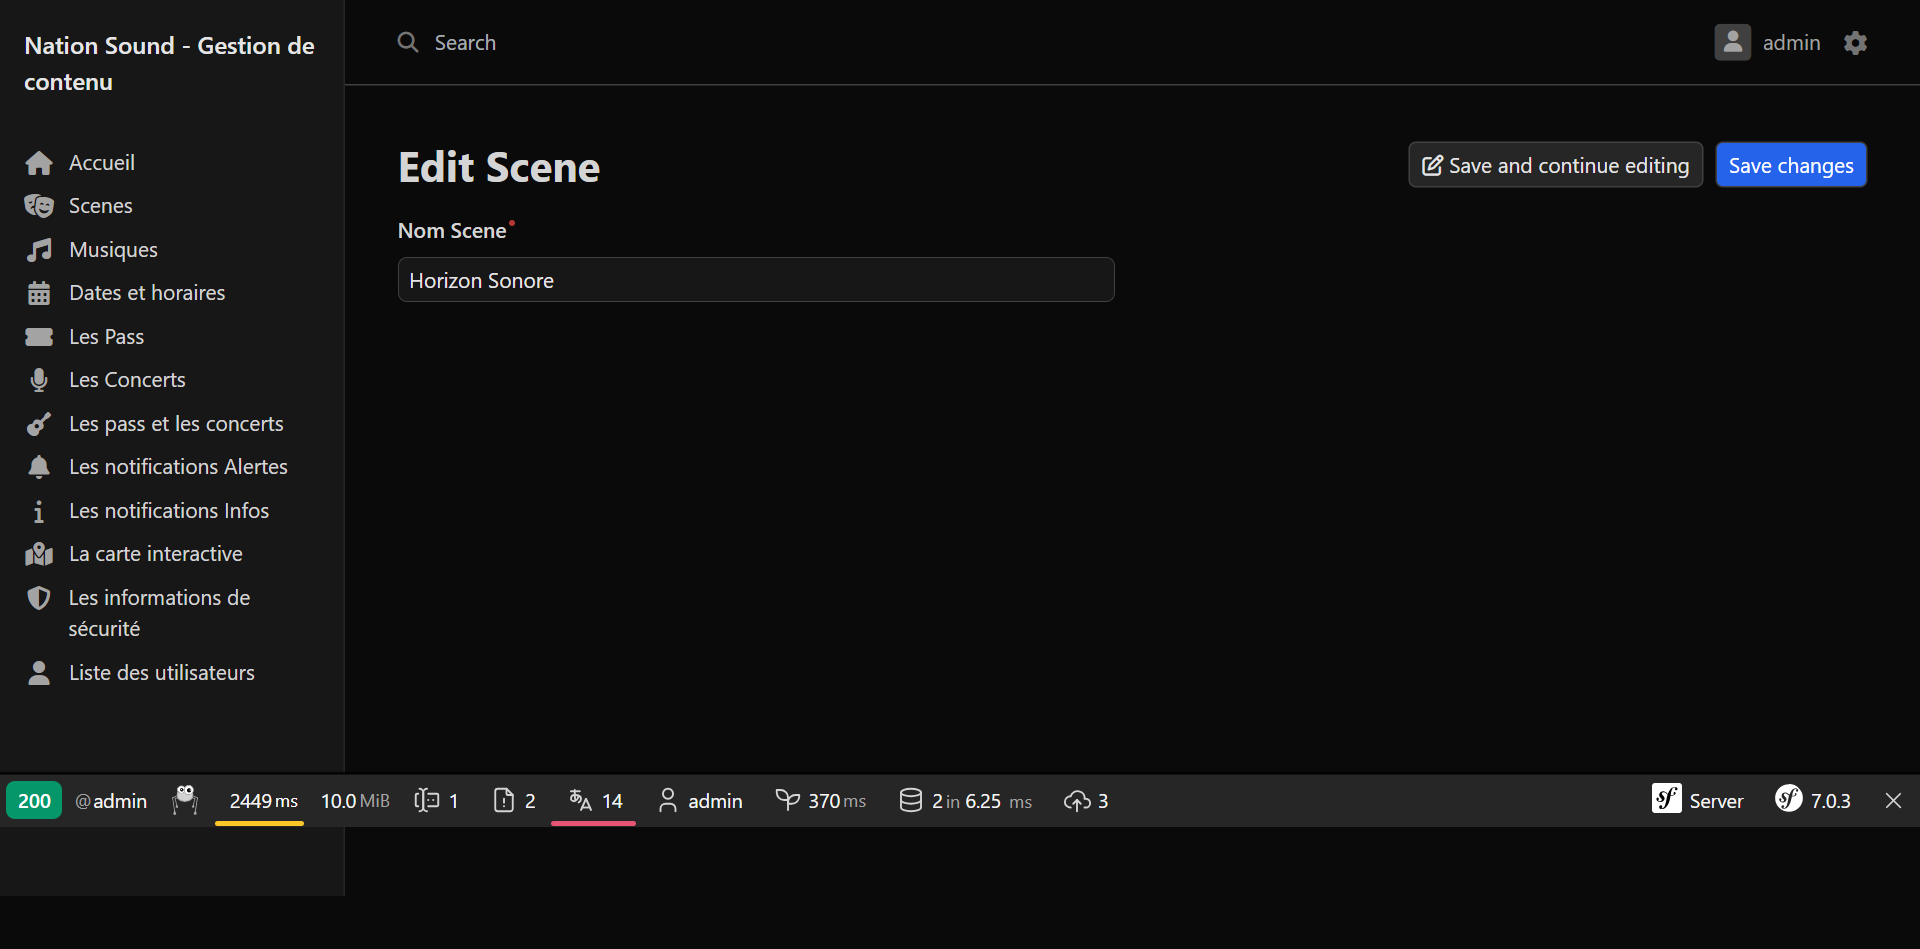 Nation Sound - Gestion de
contenu
Search
admin
Accueil
Scenes
Musiques
Dates et horaires
Les Pass
Les Concerts
Les pass et les concerts
Les notifications Alertes
Les notifications Infos
La carte interactive
Les informations de
sécurité
Liste des utilisateurs
Edit Scene
Save and continue editing
Save changes
Nom Scene
Horizon Sonore
200 @admin 2449 ms 10.0 MiB 1 2 14 admin 370 ms 2 in 6.25 ms 3 sf Server sf 7.0.3